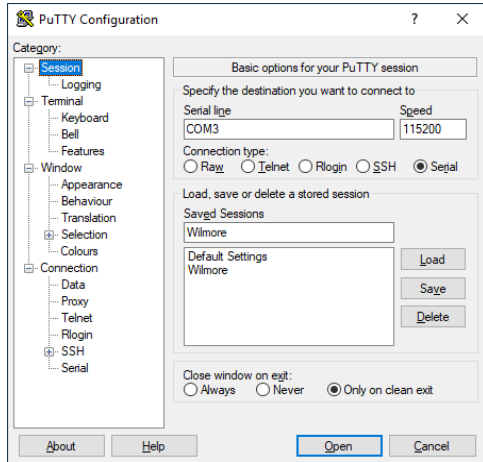 PuTTY Configuration
? ×
Category:
Session
Logging
Terminal
Keyboard
Bell
Features
Window
Appearance
Behaviour
Translation
Selection
Colours
Connection
Data
Proxy
Telnet
Rlogin
SSH
Serial
Basic options for your PuTTY session
Specify the destination you want to connect to
Serial line Speed
COM3 115200
Connection type:
Raw Telnet Rlogin SSH Serial
Load, save or delete a stored session
Saved Sessions
Wilmore
Default Settings
Wilmore
Load
Save
Delete
Close window on exit:
Always Never Only on clean exit
About Help Open Cancel